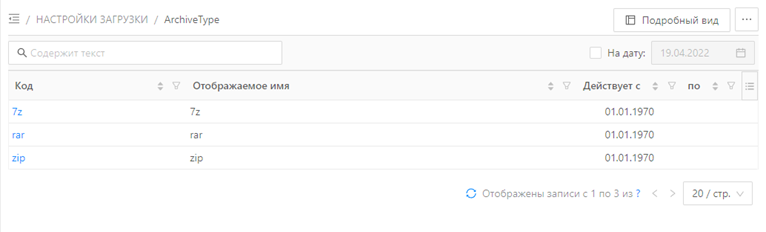 / НАСТРОЙКИ ЗАГРУЗКИ / ArchiveType
Подробный вид ...
Содержит текст
На дату: 19.04.2022
Код Отображаемое имя Действует с по
7z 7z 01.01.1970
rar rar 01.01.1970
zip zip 01.01.1970
Отображены записи с 1 по 3 из ? < > 20 / стр.